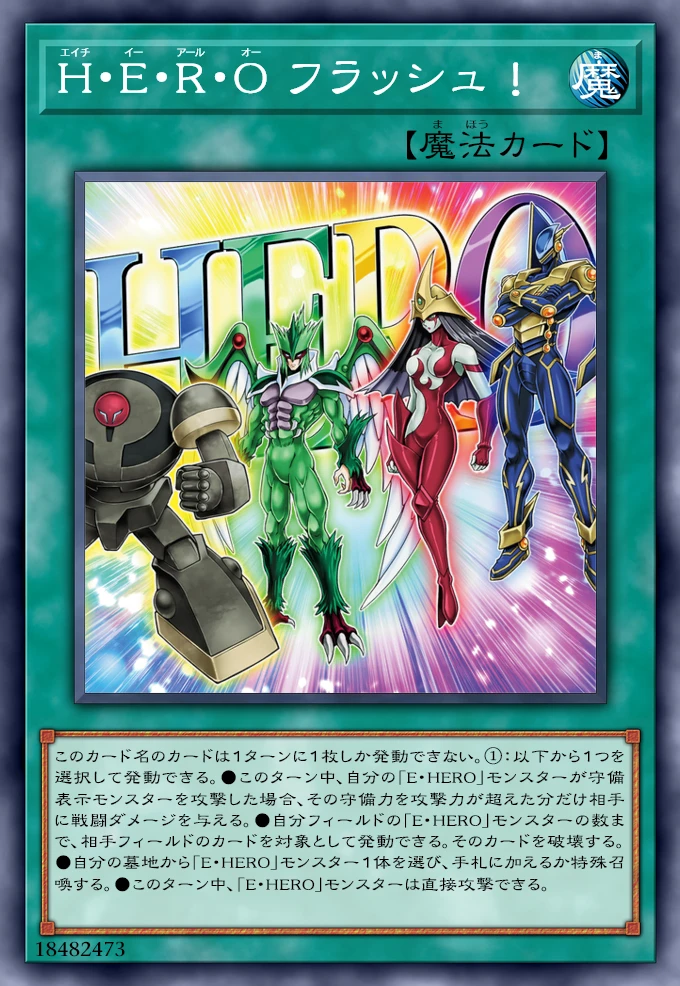 エイチ イー アール オー
H・E・R・O フラッシュ！
ま
魔
ま ほう
【魔法カード】
HERO
このカード名のカードは１ターンに１枚しか発動できない。①：以下から１つを
選択して発動できる。●このターン中、自分の「E・HERO」モンスターが守備
表示モンスターを攻撃した場合、その守備力を攻撃力が超えた分だけ相手
に戦闘ダメージを与える。●自分フィールドの「E・HERO」モンスターの数ま
で、相手フィールドのカードを対象として発動できる。そのカードを破壊する。
●自分の墓地から「E・HERO」モンスター１体を選び、手札に加えるか特殊召
喚する。●このターン中、「E・HERO」モンスターは直接攻撃できる。
18482473